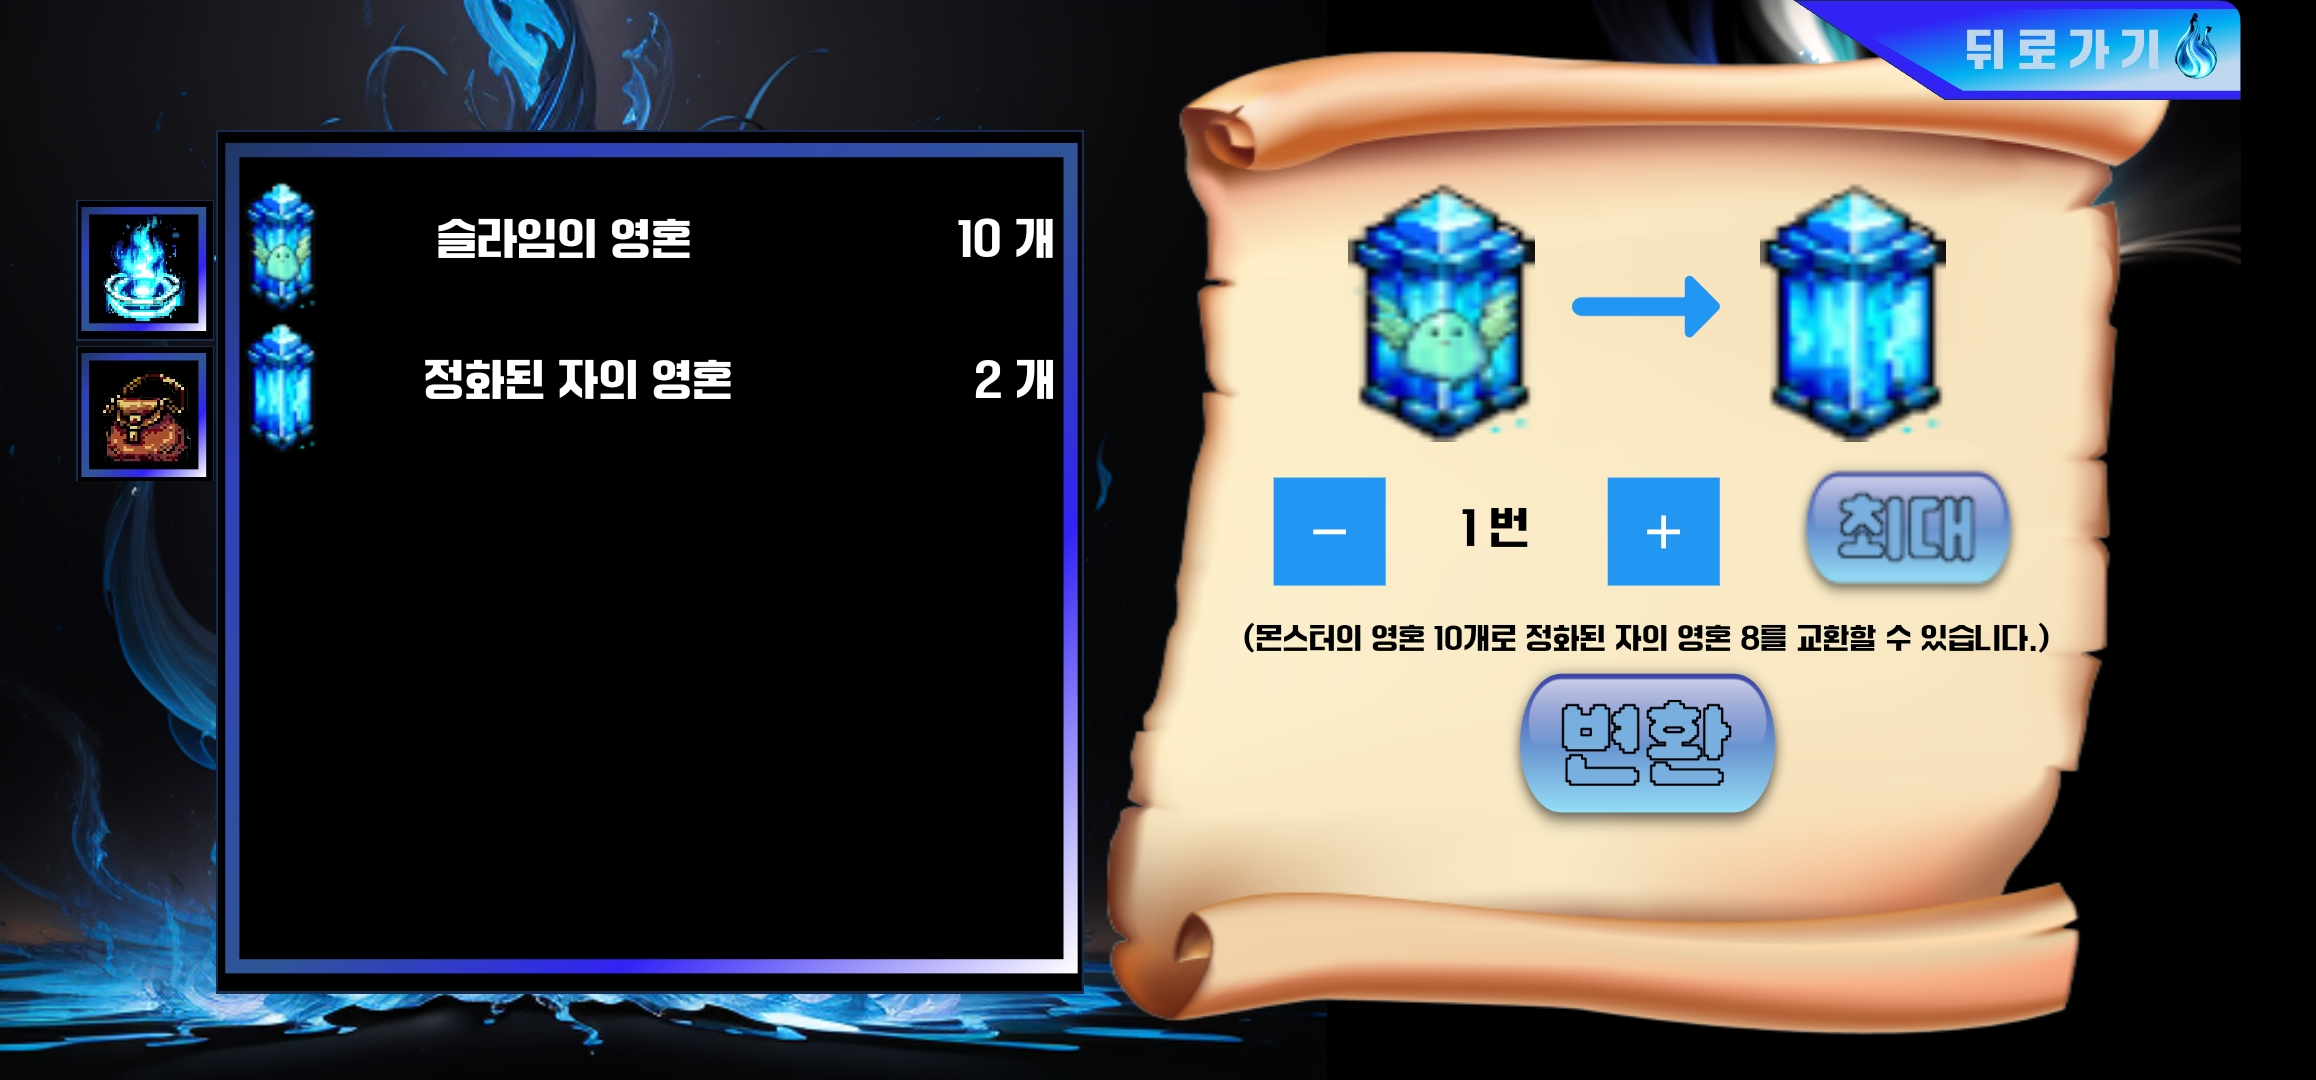 뒤로가기
슬라임의 영혼 10 개
정화된 자의 영혼 2 개
- 1 번 + 최대
(몬스터의 영혼 10개로 정화된 자의 영혼 8를 교환할 수 있습니다.)
변환